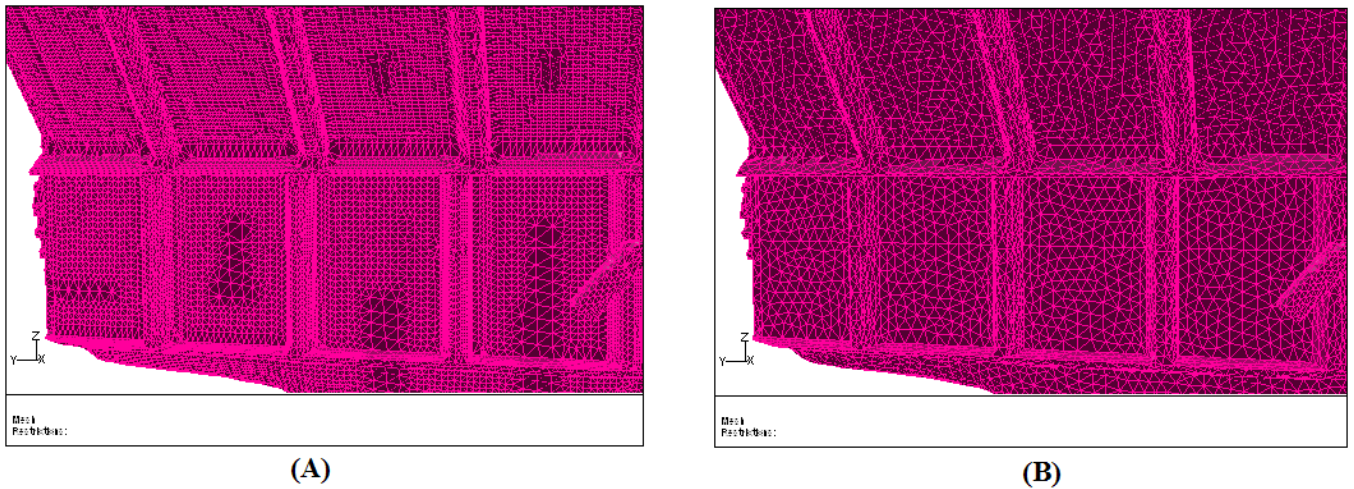 Z
Y X
Mesh
Restrictions:
(A)
Z
Y X
Mesh
Restrictions:
(B)